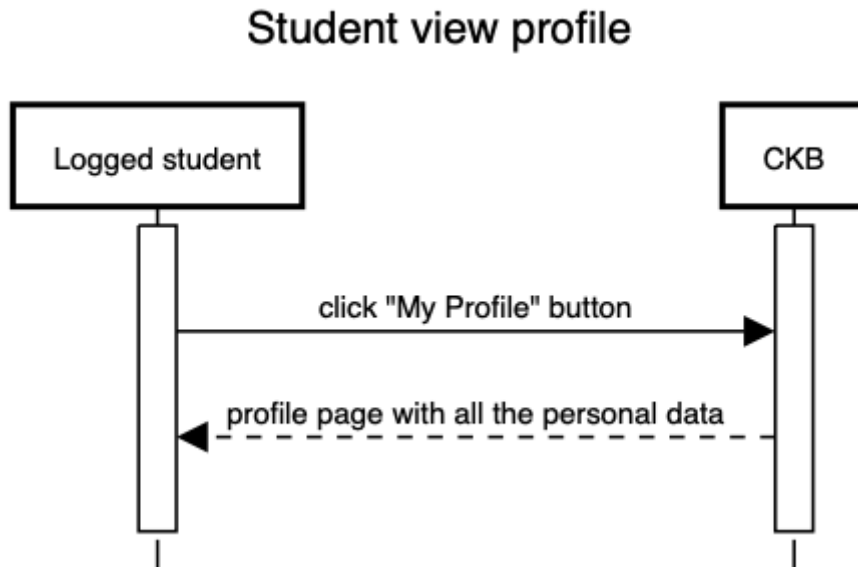 Student view profile
Logged student
CKB
click "My Profile" button
profile page with all the personal data